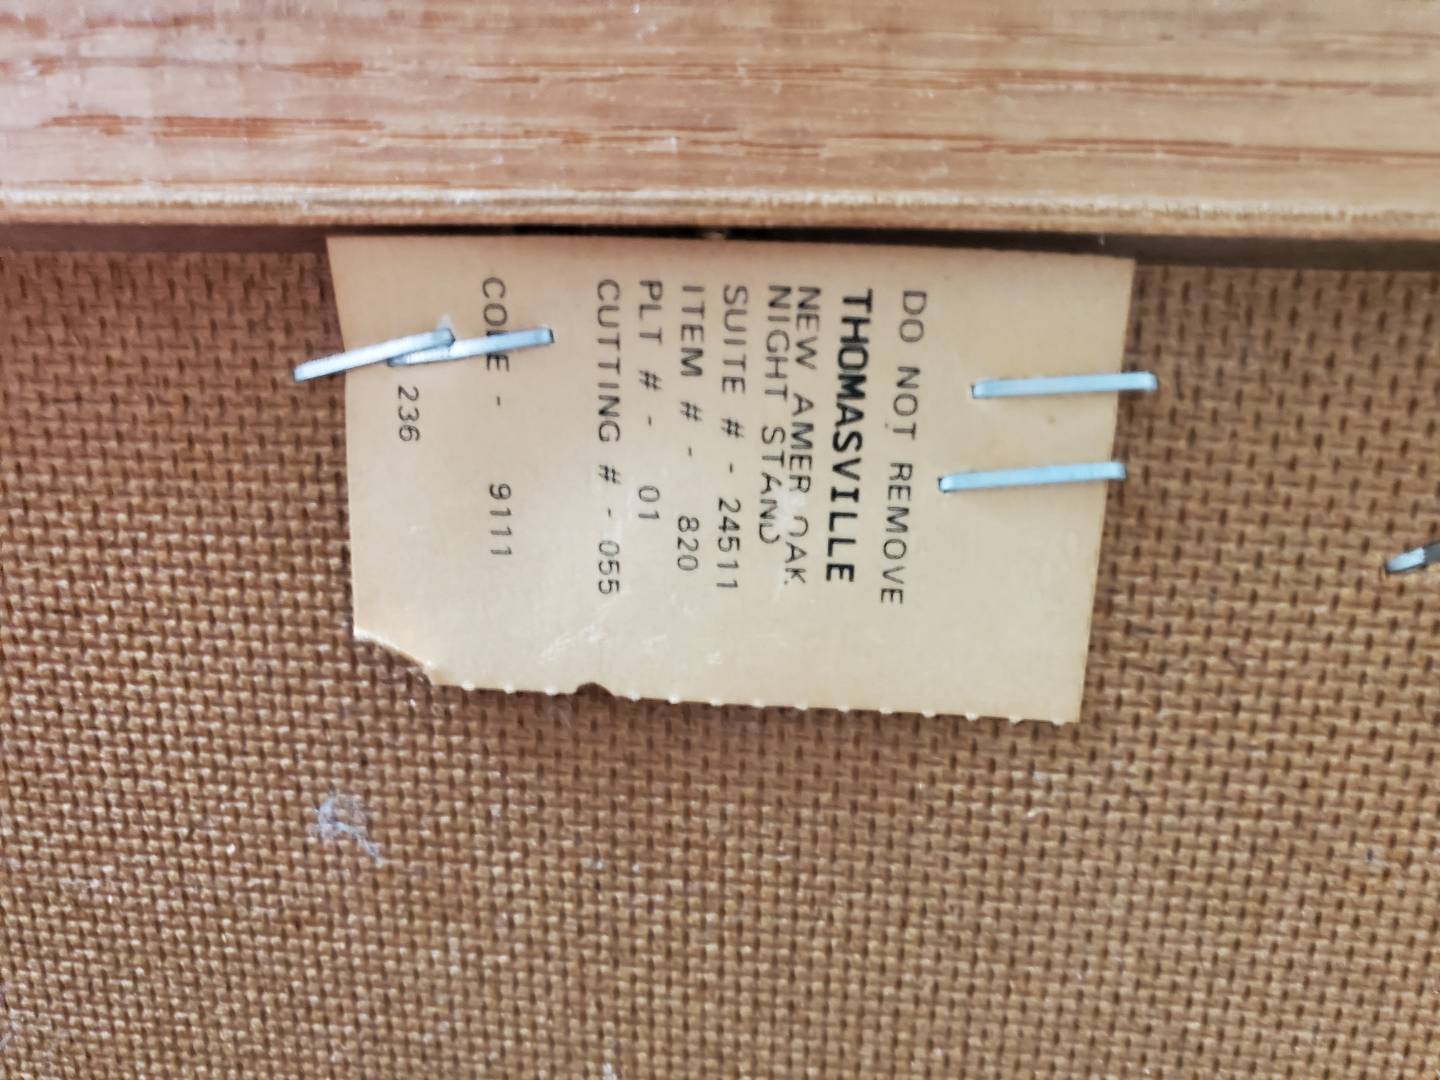 DO NOT REMOVE
THOMASVILLE
NEW AMER OAK
NIGHT STAND
SUITE # - 24511
ITEM # - 820
PLT # - 01
CUTTING # - 055
CODE - 9111
236